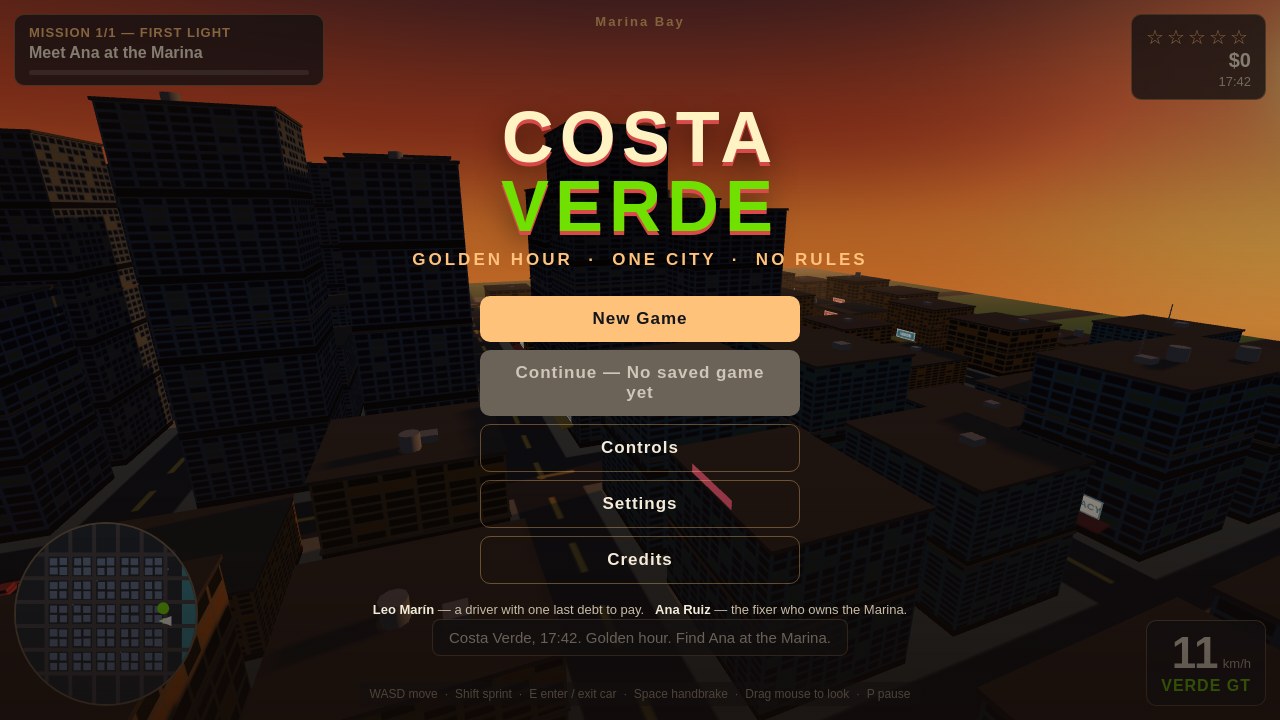 MISSION 1/1 — FIRST LIGHT
Meet Ana at the Marina
Marina Bay
☆☆☆☆☆
$0
17:42
COSTA
VERDE
GOLDEN HOUR · ONE CITY · NO RULES
New Game
Continue — No saved game
yet
Controls
Settings
Credits
Leo Marín — a driver with one last debt to pay. Ana Ruiz — the fixer who owns the Marina.
Costa Verde, 17:42. Golden hour. Find Ana at the Marina.
WASD move · Shift sprint · E enter / exit car · Space handbrake · Drag mouse to look · P pause
11 km/h
VERDE GT